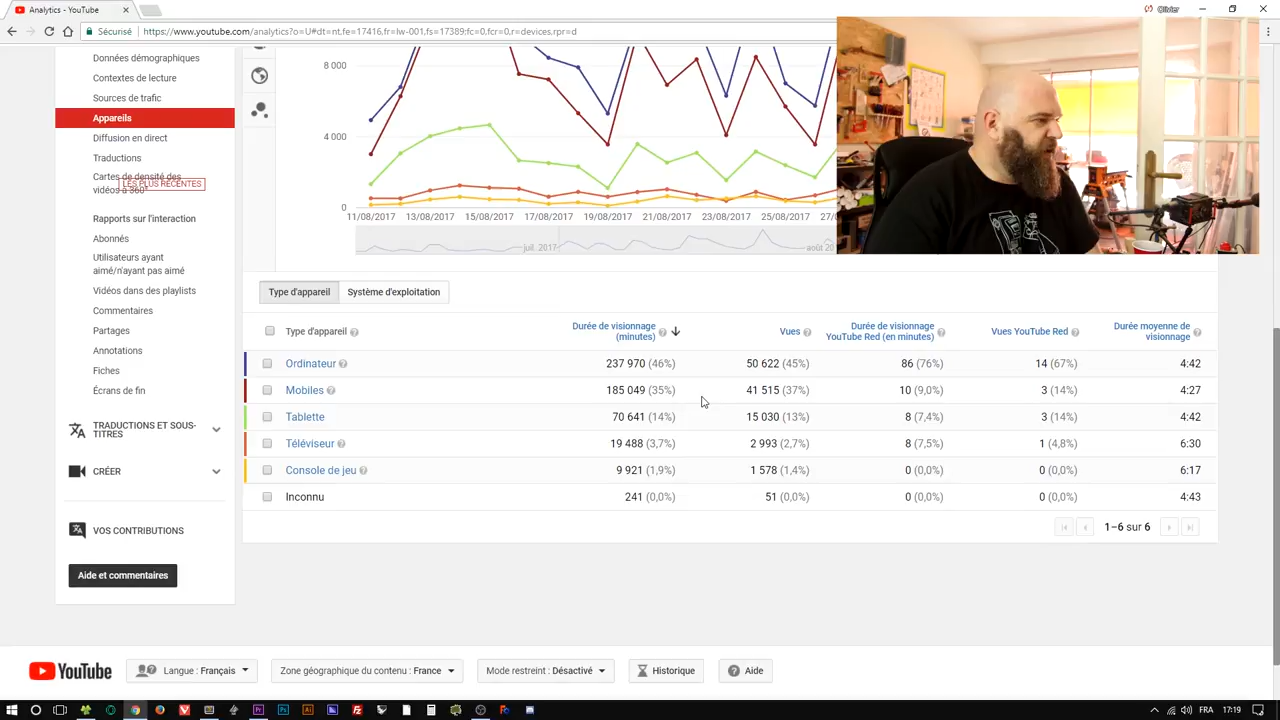 Analytics - YouTube
Olivier
Sécurisé
https://www.youtube.com/analytics?o=U#dt=nt,fe=17416,fr=lw-001,fs=17389;fc=0,fcr=0,r=devices,rpr=d
Données démographiques
Contextes de lecture
Sources de trafic
Appareils
Diffusion en direct
Traductions
Cartes de densité des
vidéos à 360°
LES PLUS RÉCENTES
Rapports sur l'interaction
Abonnés
Utilisateurs ayant
aimé/n'ayant pas aimé
Vidéos dans des playlists
Commentaires
Partages
Annotations
Fiches
Écrans de fin
TRADUCTIONS ET SOUS-
TITRES
CRÉER
VOS CONTRIBUTIONS
Aide et commentaires
8 000
4 000
0
11/08/2017 13/08/2017 15/08/2017 17/08/2017 19/08/2017 21/08/2017 23/08/2017 25/08/2017
juil. 2017
Type d'appareil Système d'exploitation
Type d'appareil Durée de visionnage (minutes) Vues Durée de visionnage YouTube Red (en minutes) Vues YouTube Red Durée moyenne de visionnage
Ordinateur 237 970 (46%) 50 622 (45%) 86 (76%) 14 (67%) 4:42
Mobiles 185 049 (35%) 41 515 (37%) 10 (9,0%) 3 (14%) 4:27
Tablette 70 641 (14%) 15 030 (13%) 8 (7,4%) 3 (14%) 4:42
Téléviseur 19 488 (3,7%) 2 993 (2,7%) 8 (7,5%) 1 (4,8%) 6:30
Console de jeu 9 921 (1,9%) 1 578 (1,4%) 0 (0,0%) 0 (0,0%) 6:17
Inconnu 241 (0,0%) 51 (0,0%) 0 (0,0%) 0 (0,0%) 4:43
1–6 sur 6
YouTube
Langue : Français
Zone géographique du contenu : France
Mode restreint : Désactivé
Historique
Aide
FRA 17:19